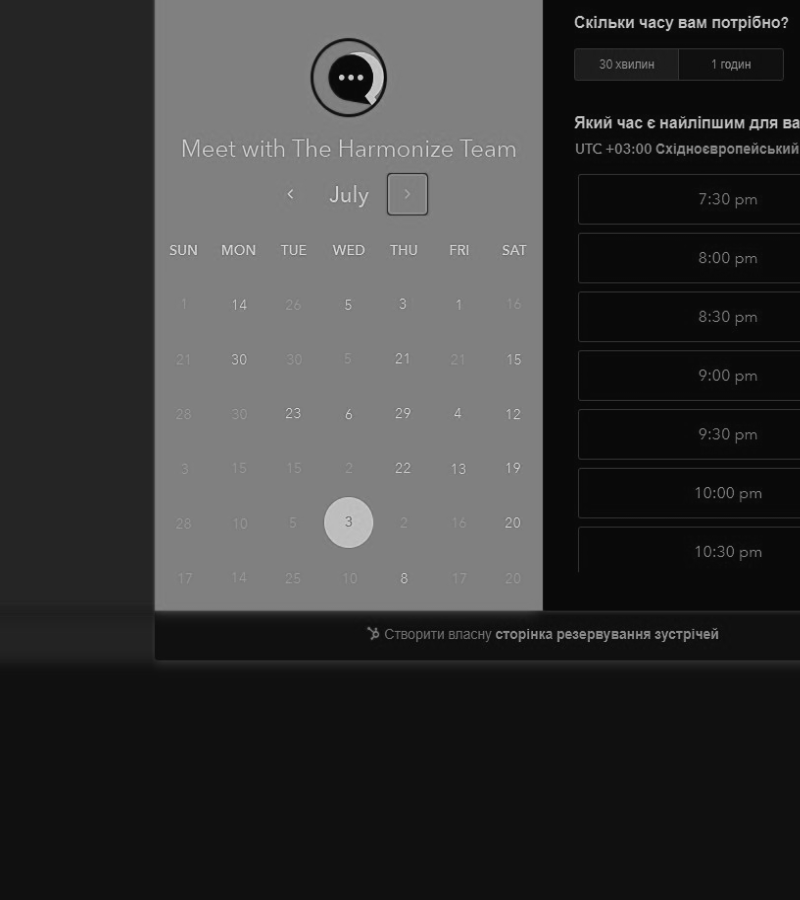 Meet with The Harmonize Team
July
SUN MON TUE WED THU FRI SAT
1 14 26 5 3 1 16
21 30 30 5 21 21 15
28 30 23 6 29 4 12
3 15 15 2 22 13 19
28 10 5 3 2 16 20
17 14 25 10 8 17 20
Скільки часу вам потрібно?
30 хвилин 1 годин
Який час є найліпшим для ва
UTC +03:00 Східноєвропейський
7:30 pm
8:00 pm
8:30 pm
9:00 pm
9:30 pm
10:00 pm
10:30 pm
Створити власну сторінка резервування зустрічей